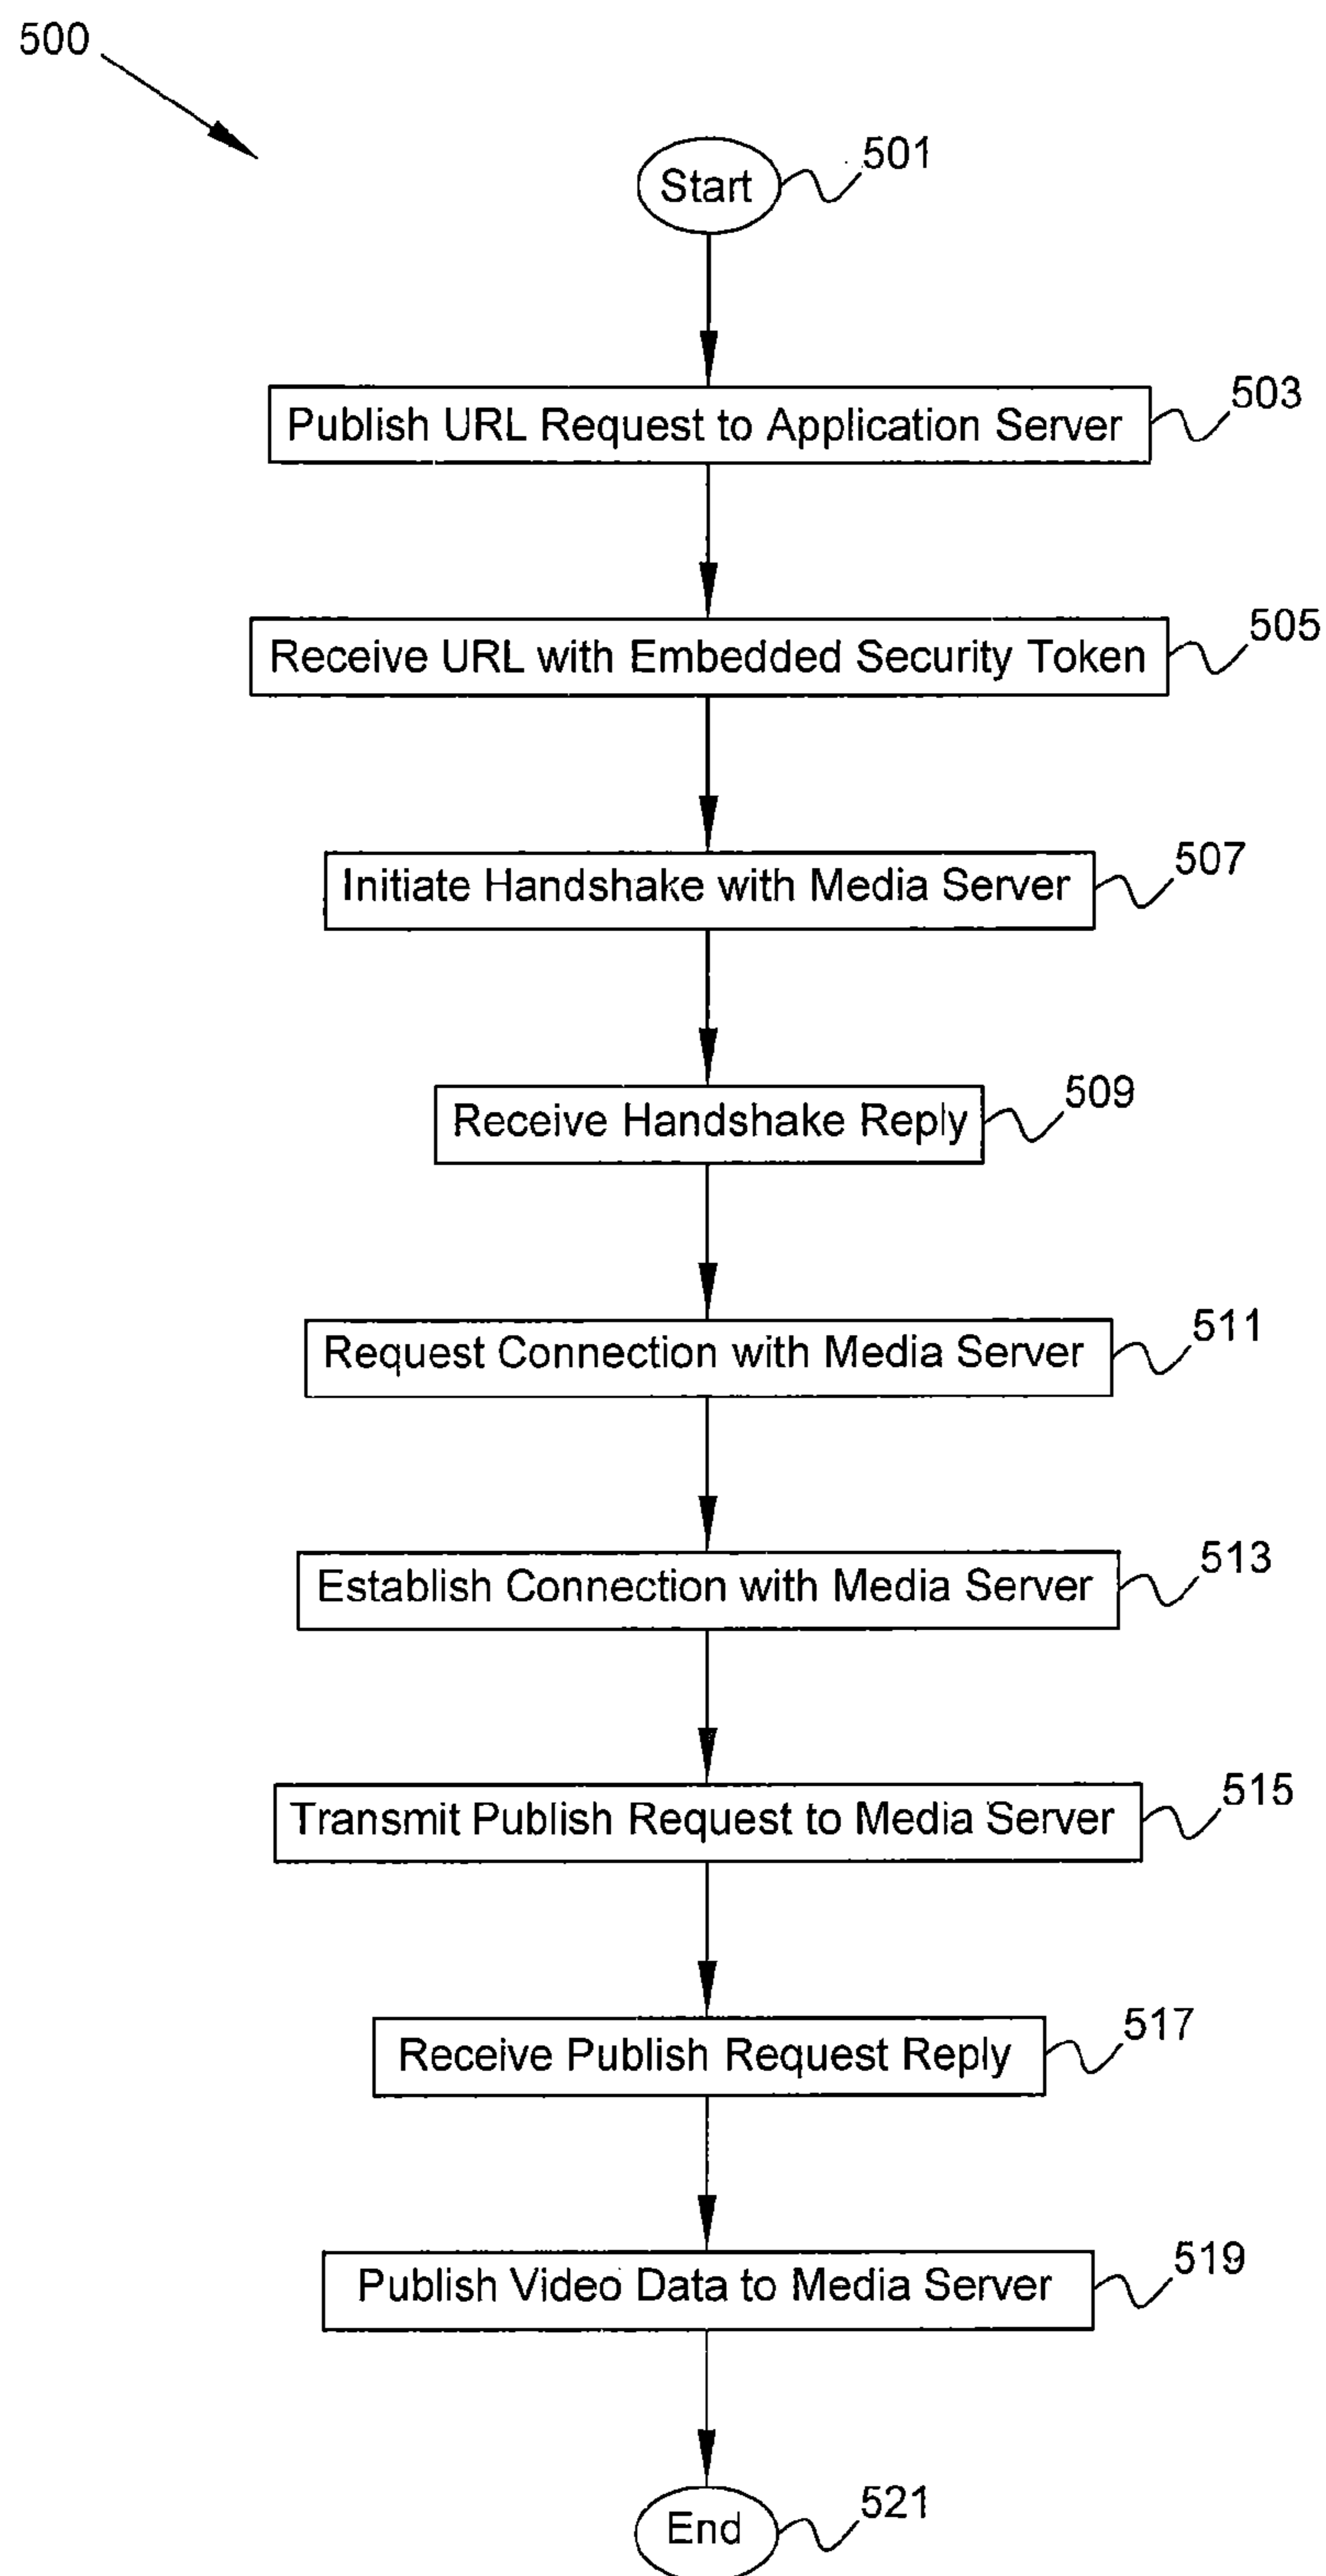 500
Start
501
Publish URL Request to Application Server
503
Receive URL with Embedded Security Token
505
Initiate Handshake with Media Server
507
Receive Handshake Reply
509
Request Connection with Media Server
511
Establish Connection with Media Server
513
Transmit Publish Request to Media Server
515
Receive Publish Request Reply
517
Publish Video Data to Media Server
519
End
521